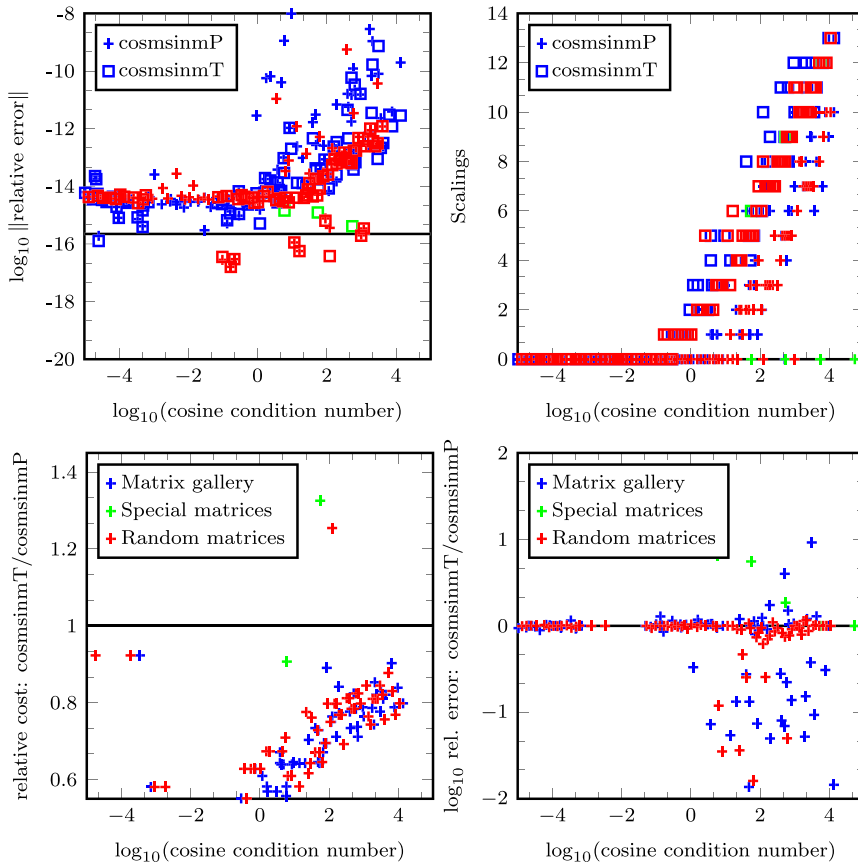 -8
-10
-12
-14
-16
-18
-20
log10 ||relative error||
cosmsinmP
cosmsinmT
−4 −2 0 2 4
log10(cosine condition number)
14
12
10
8
6
4
2
0
Scalings
cosmsinmP
cosmsinmT
−4 −2 0 2 4
log10(cosine condition number)
1.4
1.2
1
0.8
0.6
relative cost: cosmsinmT/cosmsinmP
Matrix gallery
Special matrices
Random matrices
−4 −2 0 2 4
log10(cosine condition number)
2
1
0
−1
−2
log10 rel. error: cosmsinmT/cosmsinmP
Matrix gallery
Special matrices
Random matrices
−4 −2 0 2 4
log10(cosine condition number)